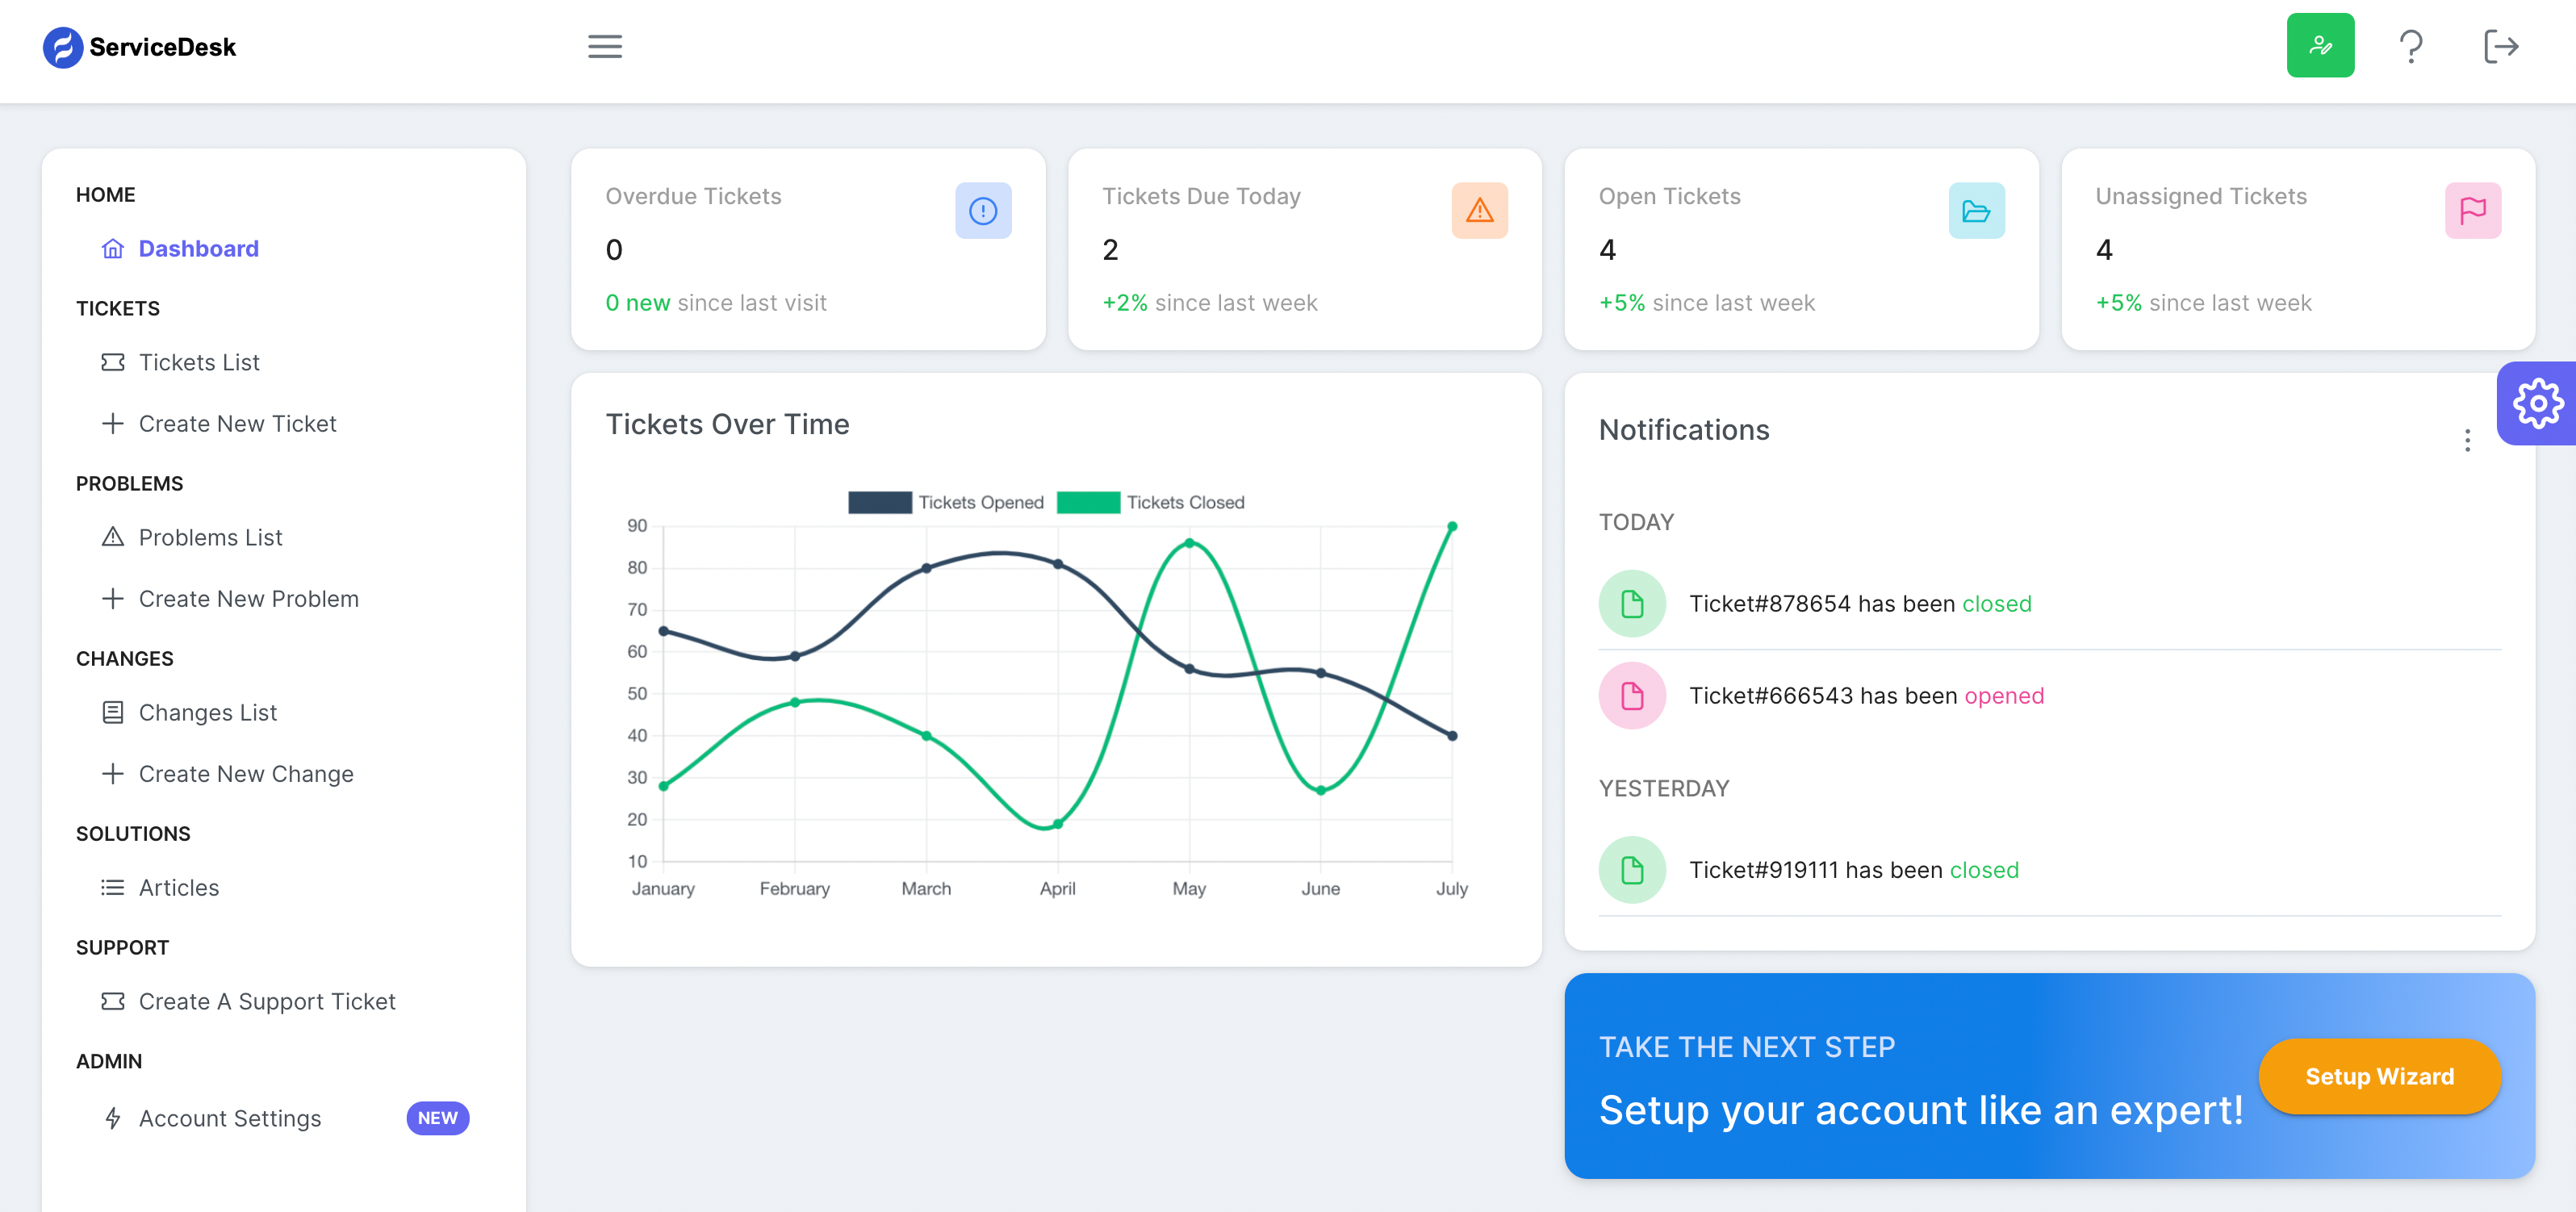 ServiceDesk
HOME
Dashboard
TICKETS
Tickets List
Create New Ticket
PROBLEMS
Problems List
Create New Problem
CHANGES
Changes List
Create New Change
SOLUTIONS
Articles
SUPPORT
Create A Support Ticket
ADMIN
Account Settings NEW
Overdue Tickets
0
0 new since last visit
Tickets Due Today
2
+2% since last week
Open Tickets
4
+5% since last week
Unassigned Tickets
4
+5% since last week
Tickets Over Time
Tickets Opened Tickets Closed
90
80
70
60
50
40
30
20
10
January February March April May June July
Notifications
TODAY
Ticket#878654 has been closed
Ticket#666543 has been opened
YESTERDAY
Ticket#919111 has been closed
TAKE THE NEXT STEP
Setup your account like an expert!
Setup Wizard